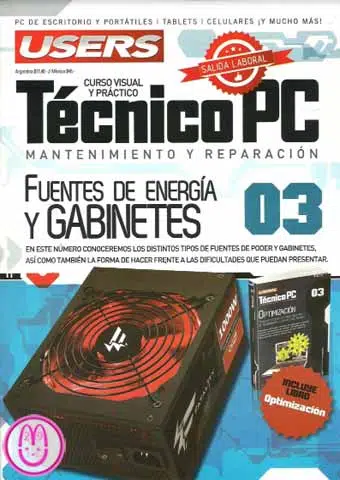 PC DE ESCRITORIO Y PORTÁTILES | TABLETS | CELULARES ¡Y MUCHO MÁS!
USERS
SALIDA LABORAL
CURSO VISUAL
Y PRÁCTICO
Técnico PC
MANTENIMIENTO Y REPARACIÓN
FUENTES DE ENERGÍA
Y GABINETES
03
EN ESTE NÚMERO CONOCEREMOS LOS DISTINTOS TIPOS DE FUENTES DE PODER Y GABINETES,
ASÍ COMO TAMBIÉN LA FORMA DE HACER FRENTE A LAS DIFICULTADES QUE PUEDAN PRESENTAR.
1000W
Técnico PC
03
OPTIMIZACIÓN
INCLUYE
LIBRO
Optimización